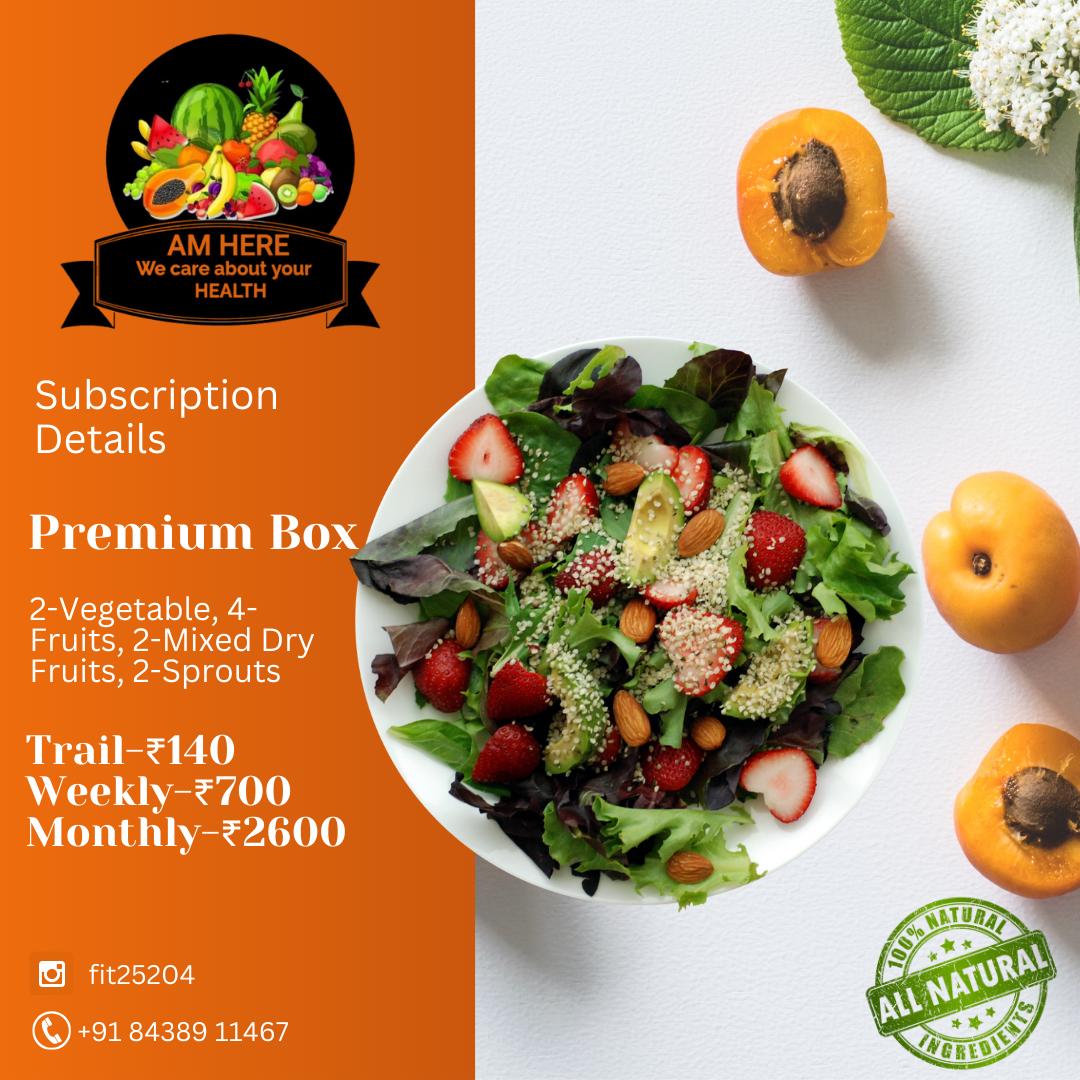 AM HERE
We care about your
HEALTH
Subscription
Details
Premium Box
2-Vegetable, 4-
Fruits, 2-Mixed Dry
Fruits, 2-Sprouts
Trail-₹140
Weekly-₹700
Monthly-₹2600
fit25204
+91 84389 11467
100% NATURAL
ALL NATURAL
INGREDIENTS